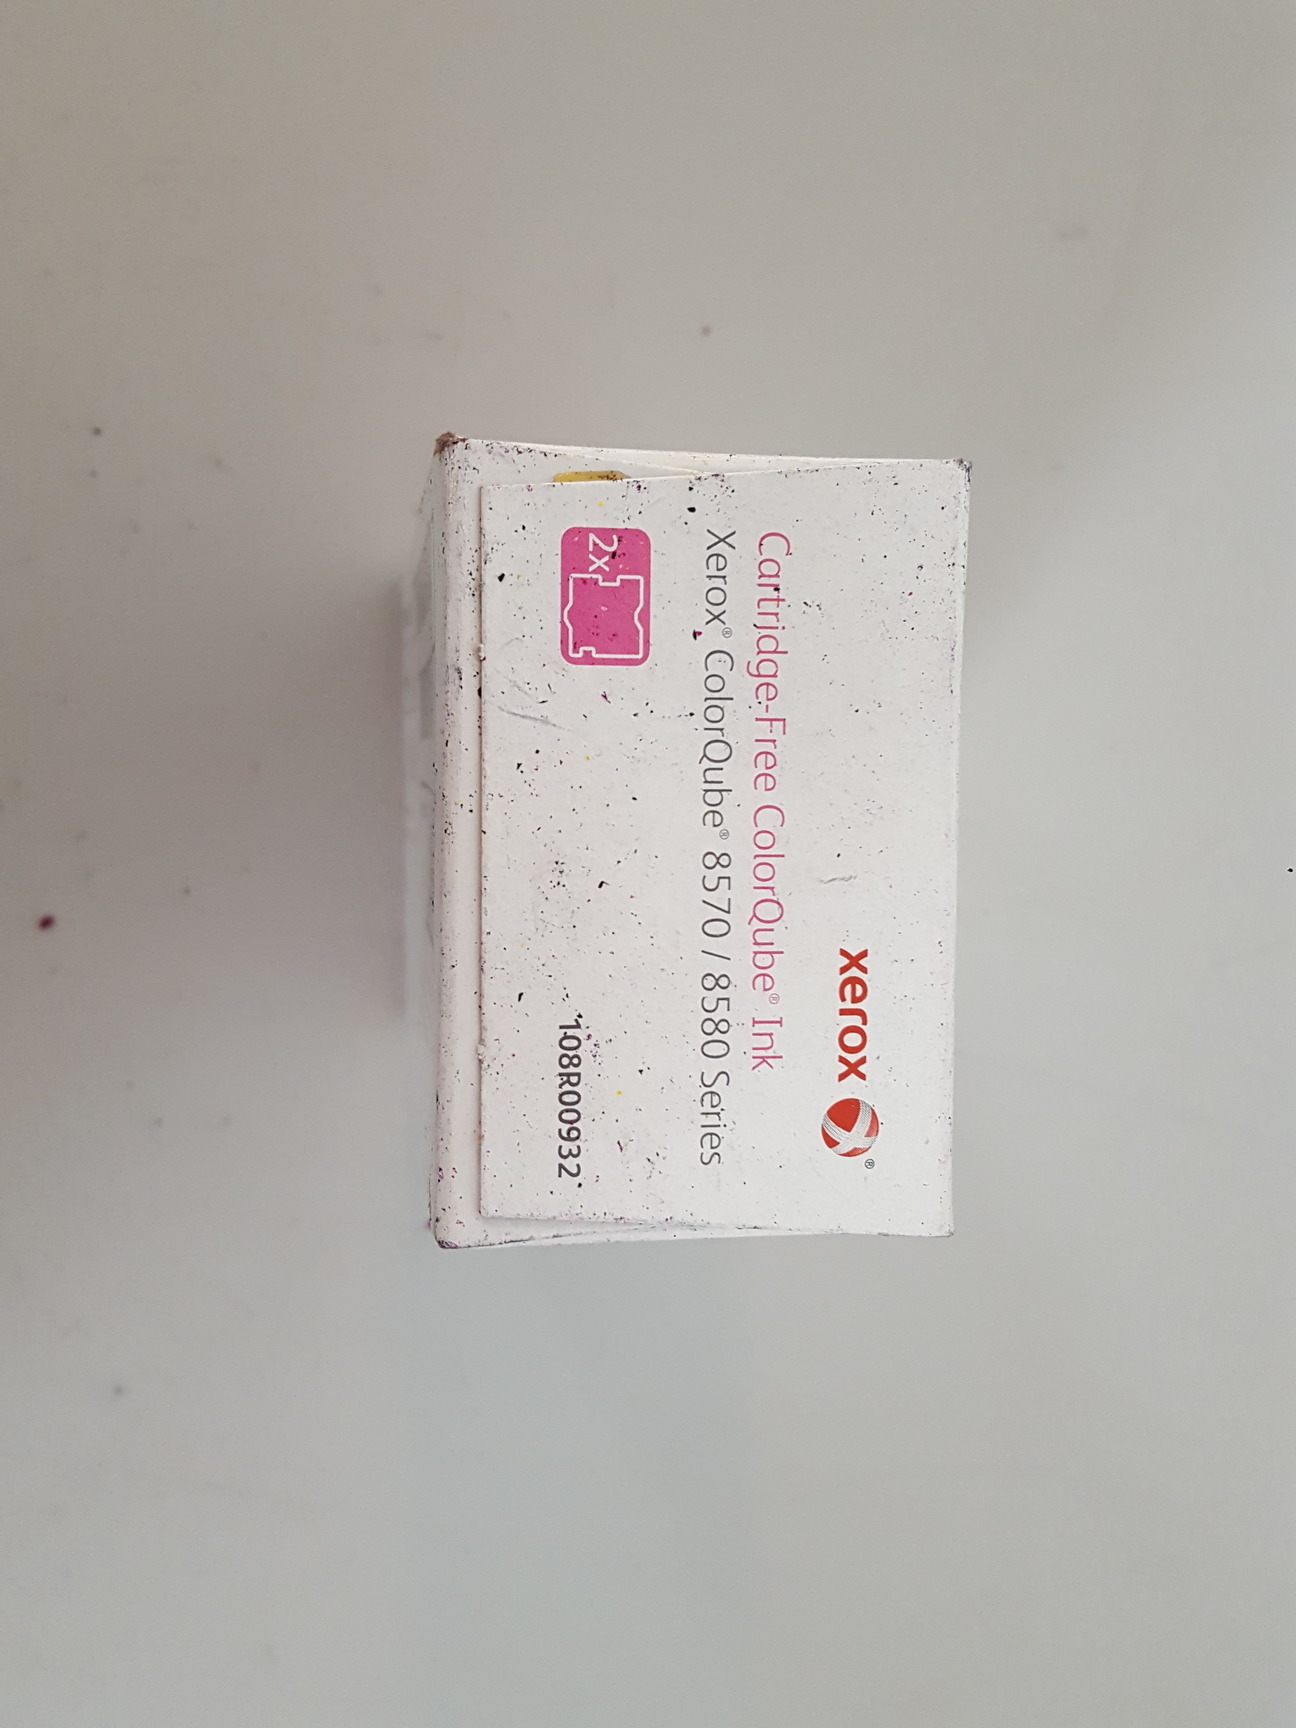 xerox ®
Cartridge-Free ColorQube® Ink
Xerox® ColorQube® 8570 / 8580 Series
2x
108R00932